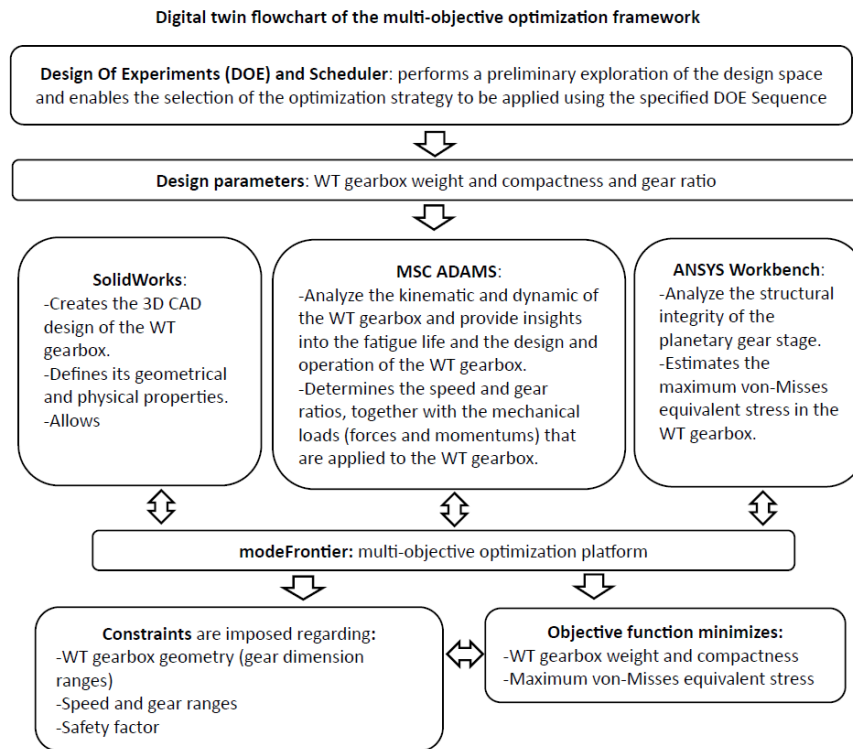 Digital twin flowchart of the multi-objective optimization framework
Design Of Experiments (DOE) and Scheduler: performs a preliminary exploration of the design space
and enables the selection of the optimization strategy to be applied using the specified DOE Sequence
Design parameters: WT gearbox weight and compactness and gear ratio
SolidWorks:
-Creates the 3D CAD
design of the WT
gearbox.
-Defines its geometrical
and physical properties.
-Allows
MSC ADAMS:
-Analyze the kinematic and dynamic of
the WT gearbox and provide insights
into the fatigue life and the design and
operation of the WT gearbox.
-Determines the speed and gear
ratios, together with the mechanical
loads (forces and momentums) that
are applied to the WT gearbox.
ANSYS Workbench:
-Analyze the structural
integrity of the
planetary gear stage.
-Estimates the
maximum von-Misses
equivalent stress in the
WT gearbox.
modeFrontier: multi-objective optimization platform
Constraints are imposed regarding:
-WT gearbox geometry (gear dimension
ranges)
-Speed and gear ranges
-Safety factor
Objective function minimizes:
-WT gearbox weight and compactness
-Maximum von-Misses equivalent stress